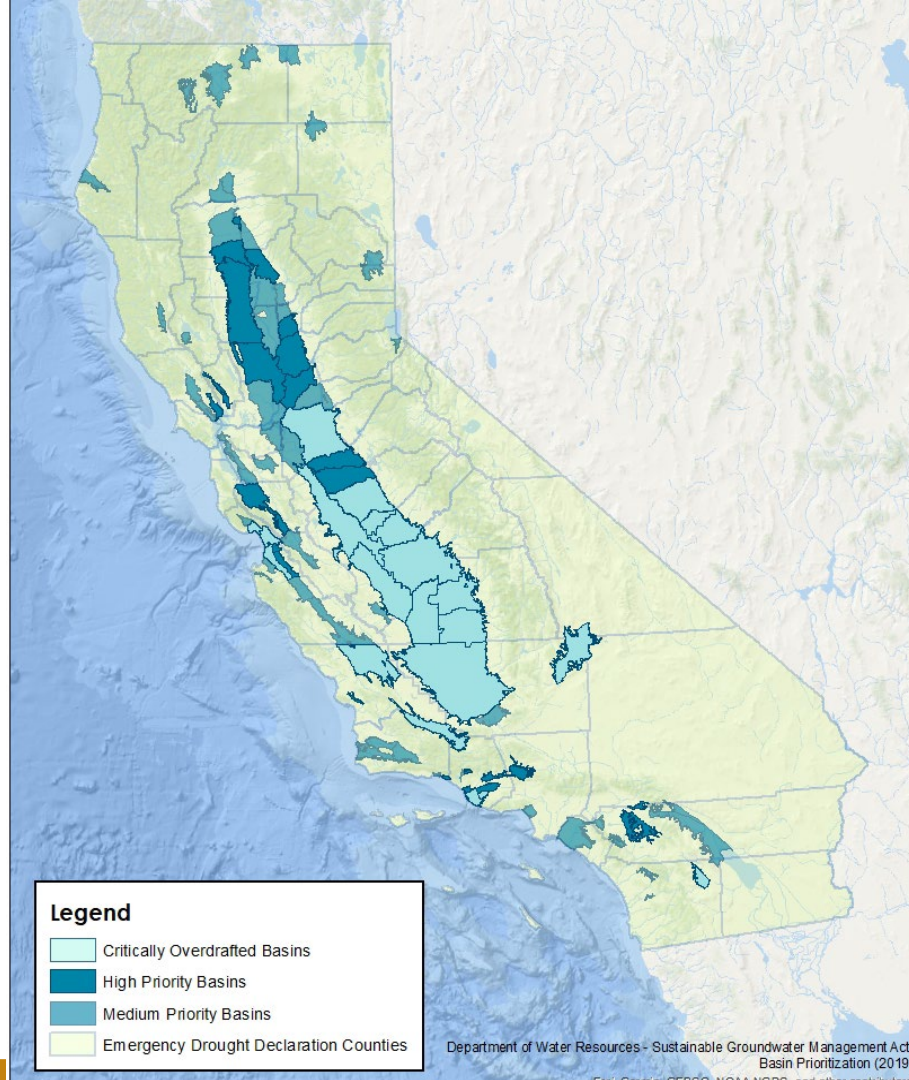 Legend
Critically Overdrafted Basins
High Priority Basins
Medium Priority Basins
Emergency Drought Declaration Counties
Department of Water Resources - Sustainable Groundwater Management Act
Basin Prioritization (2019